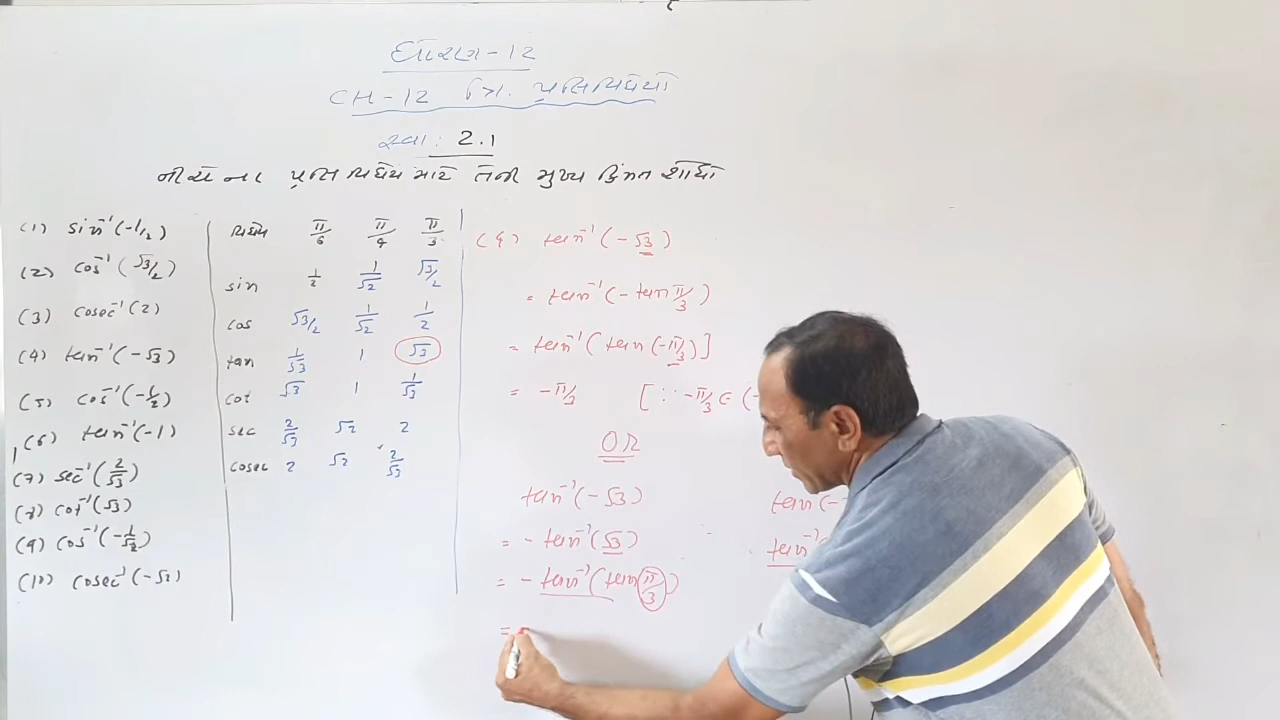 ધોરણ-12
CH-12 ત્રિ. પ્રતિવિધેયો
સ્વા: 2.1
નીચેના પ્રતિવિધેય માટે તેની મુખ્ય કિંમત શોધો
(1) sin⁻¹(-1/2)
(2) cos⁻¹(√3/2)
(3) cosec⁻¹(2)
(4) tan⁻¹(-√3)
(5) cos⁻¹(-1/2)
(6) tan⁻¹(-1)
(7) sec⁻¹(2/√3)
(8) cot⁻¹(√3)
(9) cos⁻¹(-1/√2)
(10) cosec⁻¹(-√2)
વિધેય π/6 π/4 π/3
sin 1/2 1/√2 √3/2
cos √3/2 1/√2 1/2
tan 1/√3 1 √3
cot √3 1 1/√3
sec 2/√3 √2 2
cosec 2 √2 2/√3
(4) tan⁻¹(-√3)
= tan⁻¹(-tan π/3)
= tan⁻¹(tan(-π/3)]
= -π/3 [∵ -π/3 ∈ (-
OR
tan⁻¹(-√3)
= -tan⁻¹(√3)
= -tan⁻¹(tan π/3)
=
tan(-
tan⁻¹